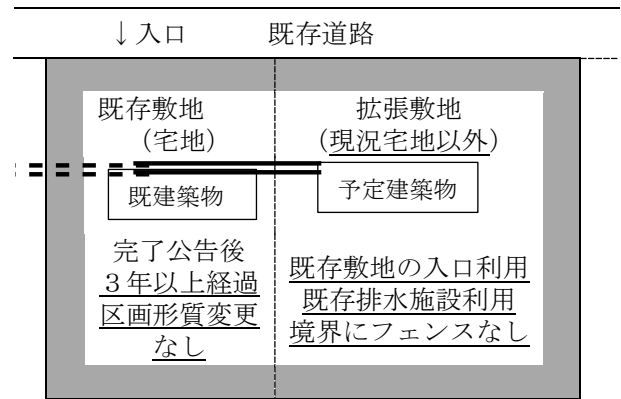 ↓入口
既存道路
既存敷地
（宅地）
拡張敷地
（現況宅地以外）
既建築物
予定建築物
完了公告後
３年以上経過
区画形質変更
なし
既存敷地の入口利用
既存排水施設利用
境界にフェンスなし